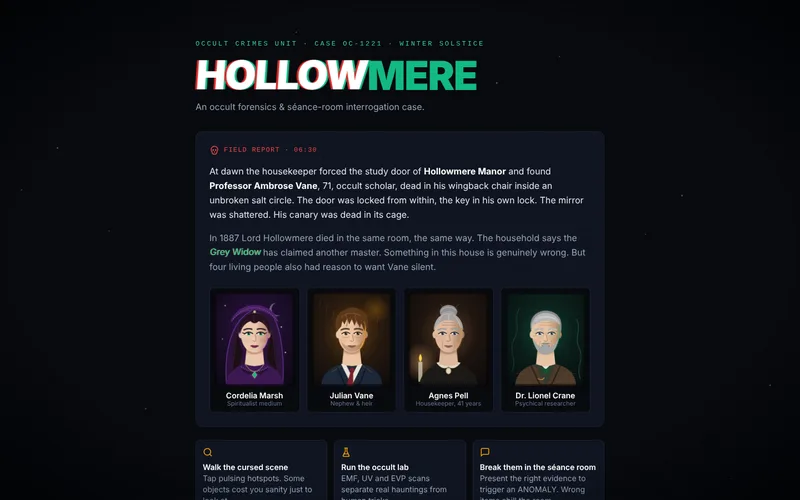 OCCULT CRIMES UNIT · CASE OC-1221 · WINTER SOLSTICE
HOLLOWMERE
An occult forensics & séance-room interrogation case.
FIELD REPORT · 06:30
At dawn the housekeeper forced the study door of Hollowmere Manor and found
Professor Ambrose Vane, 71, occult scholar, dead in his wingback chair inside an
unbroken salt circle. The door was locked from within, the key in his own lock. The mirror
was shattered. His canary was dead in its cage.
In 1887 Lord Hollowmere died in the same room, the same way. The household says the
Grey Widow has claimed another master. Something in this house is genuinely wrong. But
four living people also had reason to want Vane silent.
Cordelia Marsh
Spiritualist medium
Julian Vane
Nephew & heir
Agnes Pell
Housekeeper, 41 years
Dr. Lionel Crane
Psychical researcher
Walk the cursed scene
Tap pulsing hotspots. Some
objects cost you sanity just to
Run the occult lab
EMF, UV and EVP scans
separate real hauntings from
Break them in the séance room
Present the right evidence to
trigger an ANOMALY. Wrong